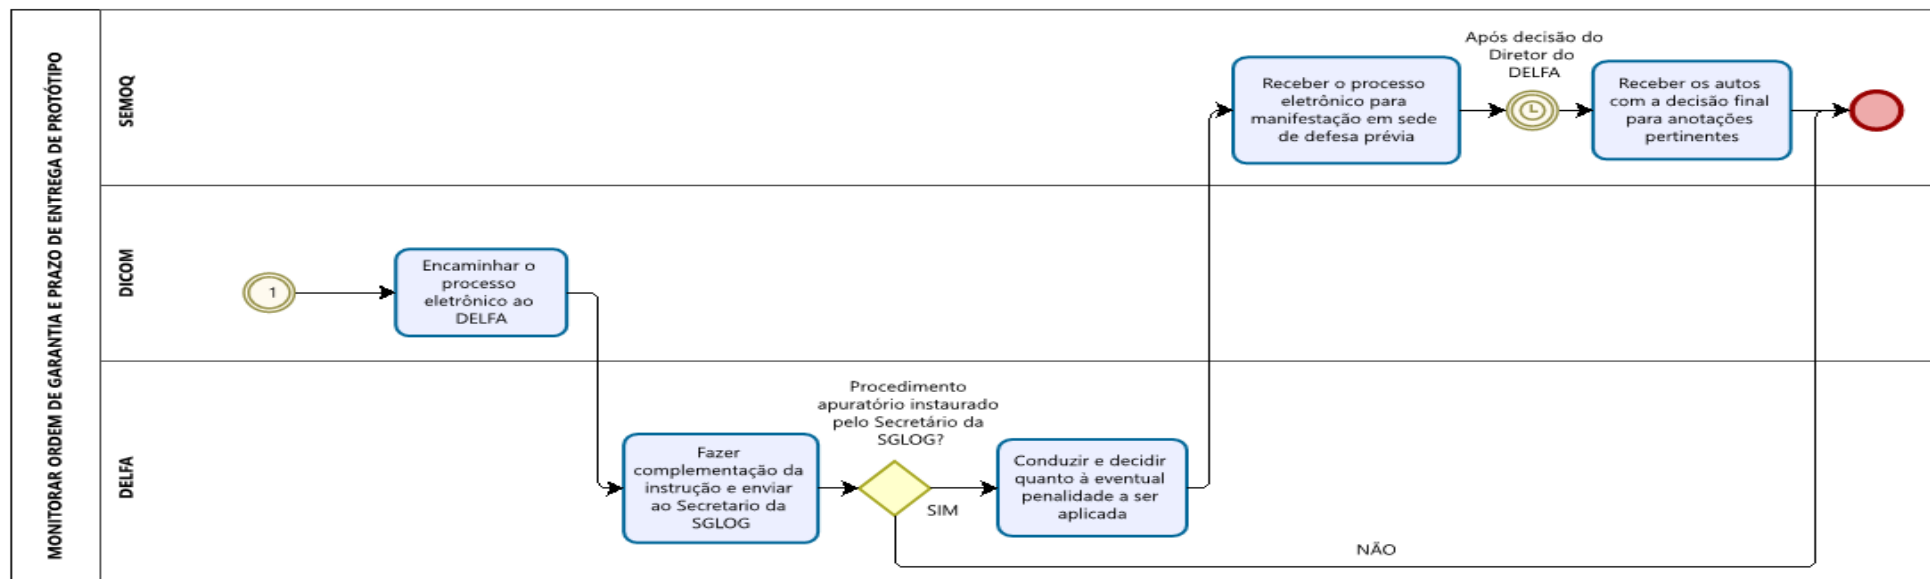 MONITORAR ORDEM DE GARANTIA E PRAZO DE ENTREGA DE PROTÓTIPO
SEMOQ
Receber o processo
eletrônico para
manifestação em sede
de defesa prévia
Após decisão do
Diretor do
DELFA
Receber os autos
com a decisão final
para anotações
pertinentes
DICOM
1
Encaminhar o
processo
eletrônico ao
DELFA
DELFA
Fazer
complementação da
instrução e enviar
ao Secretario da
SGLOG
Procedimento
apuratório instaurado
pelo Secretário da
SGLOG?
SIM
Conduzir e decidir
quanto à eventual
penalidade a ser
aplicada
NÃO